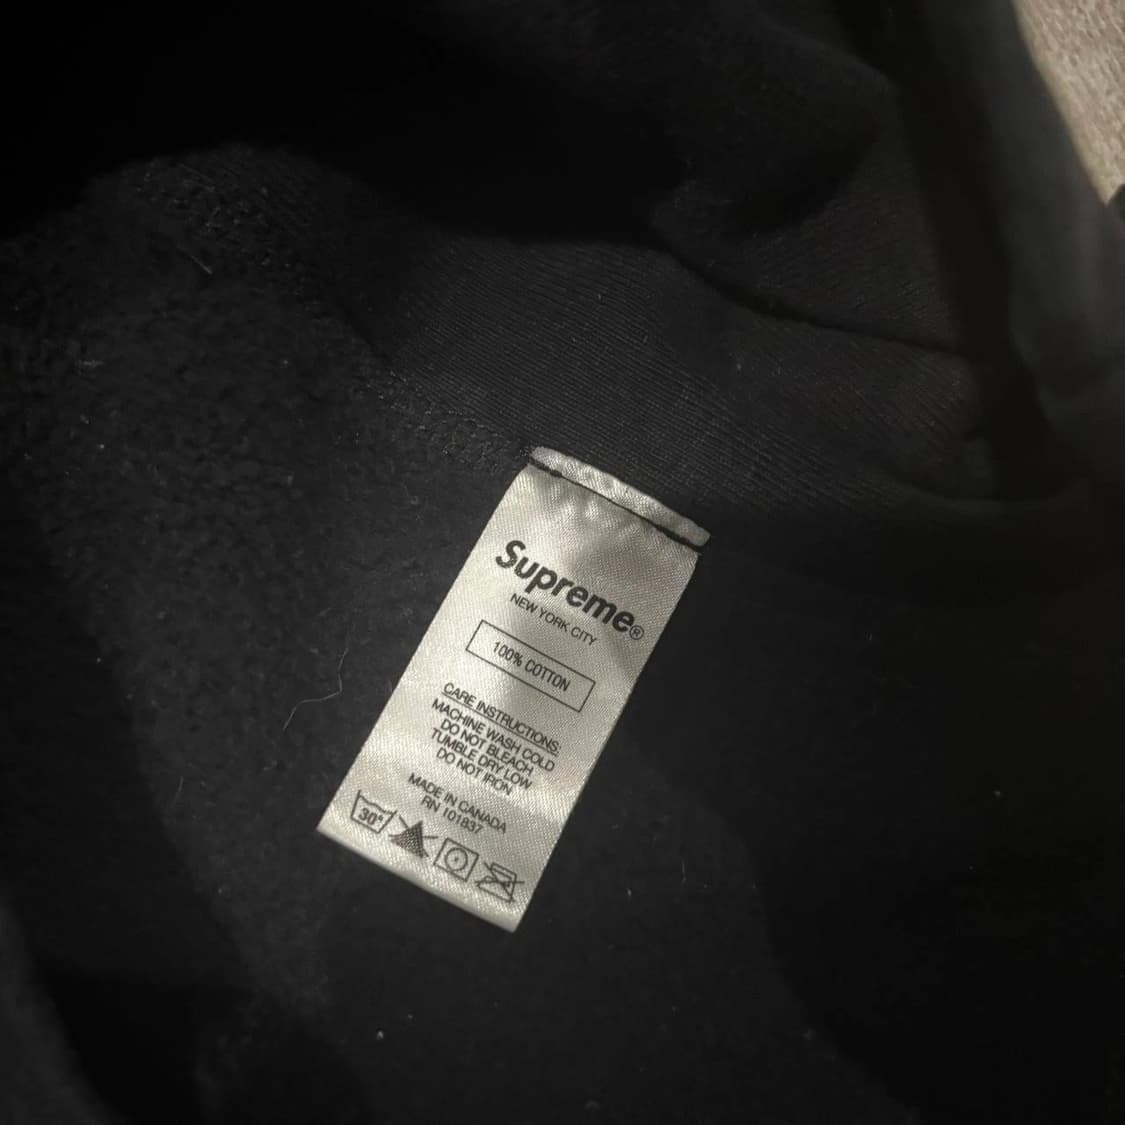 Supreme®
NEW YORK CITY
100% COTTON
CARE INSTRUCTIONS:
MACHINE WASH COLD
DO NOT BLEACH
TUMBLE DRY LOW
DO NOT IRON
MADE IN CANADA
RN 101837
30°